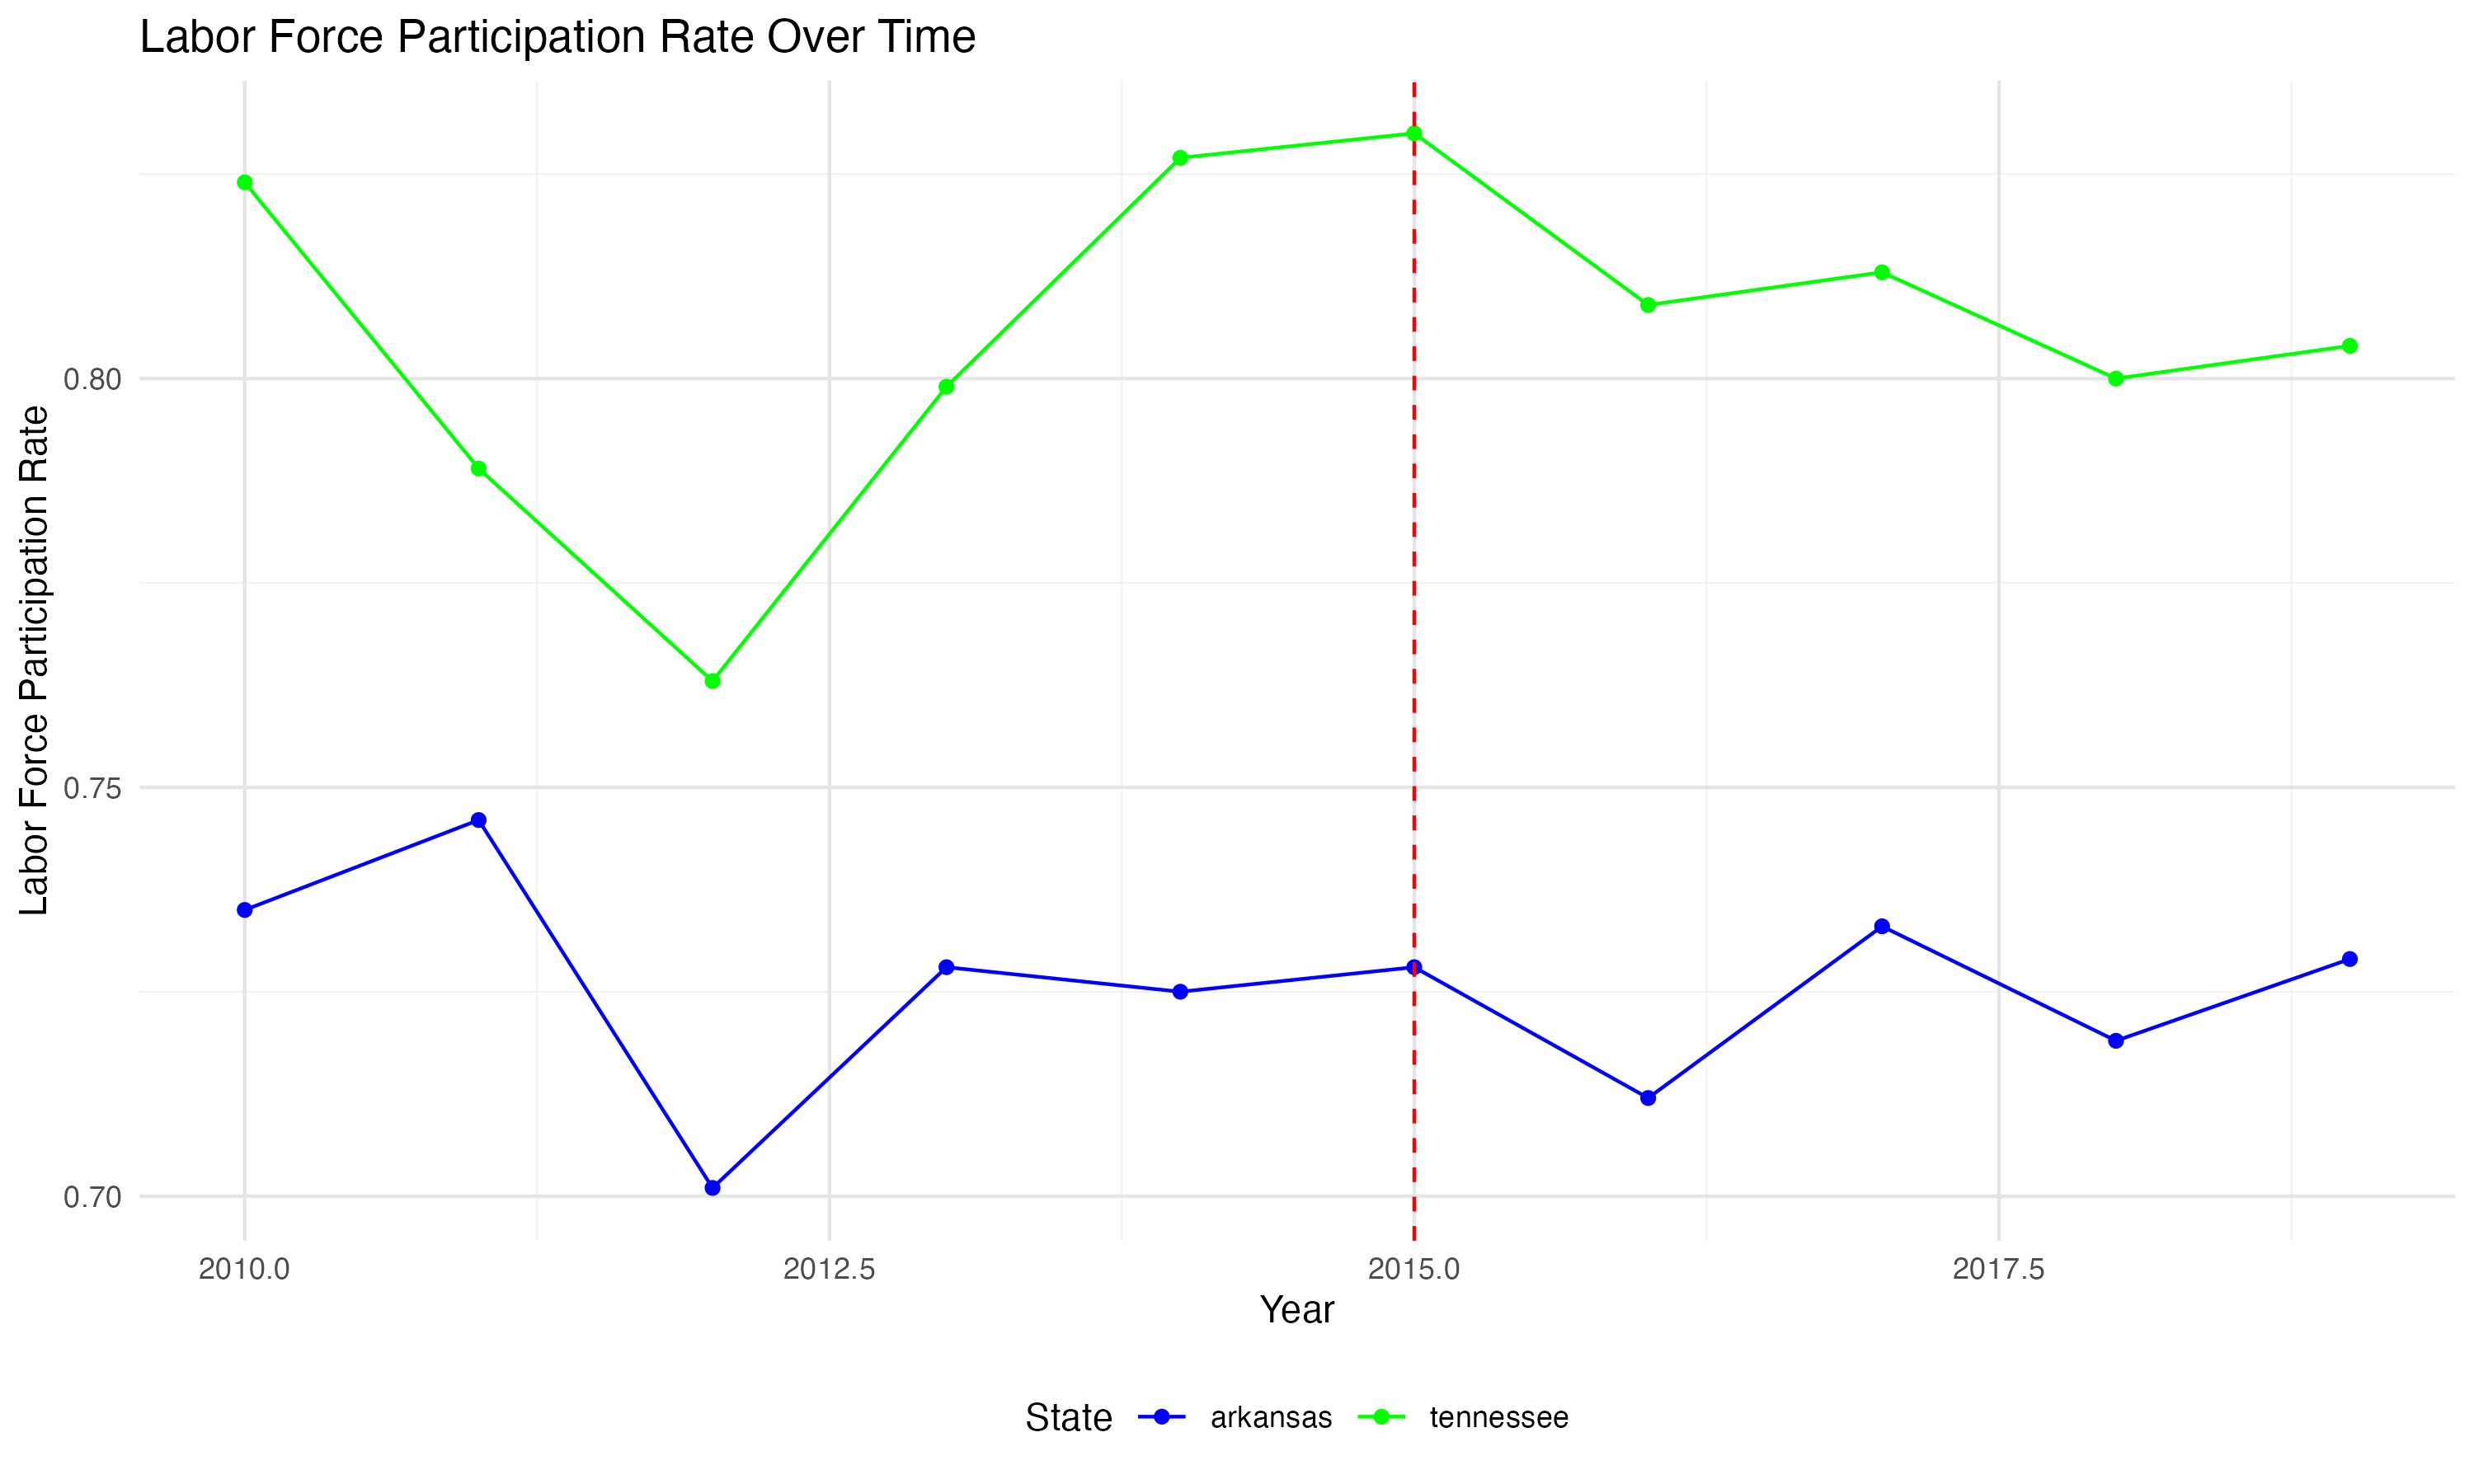 Labor Force Participation Rate Over Time
Labor Force Participation Rate
0.80
0.75
0.70
2010.0 2012.5 2015.0 2017.5
Year
State arkansas tennessee